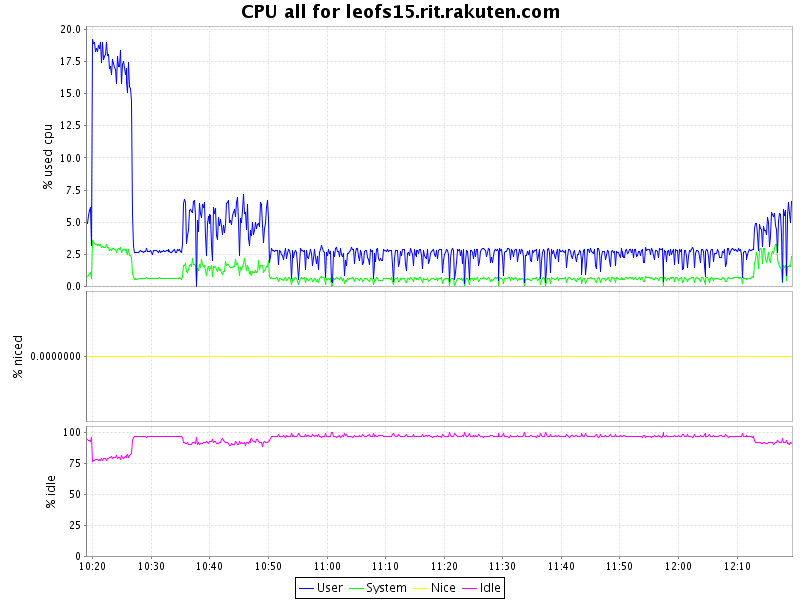 CPU all for leofs15.rit.rakuten.com
20.0
17.5
15.0
12.5
10.0
7.5
5.0
2.5
0.0
% used cpu
0.0000000
% niced
100
75
50
25
0
% idle
10:20 10:30 10:40 10:50 11:00 11:10 11:20 11:30 11:40 11:50 12:00 12:10
User System Nice Idle